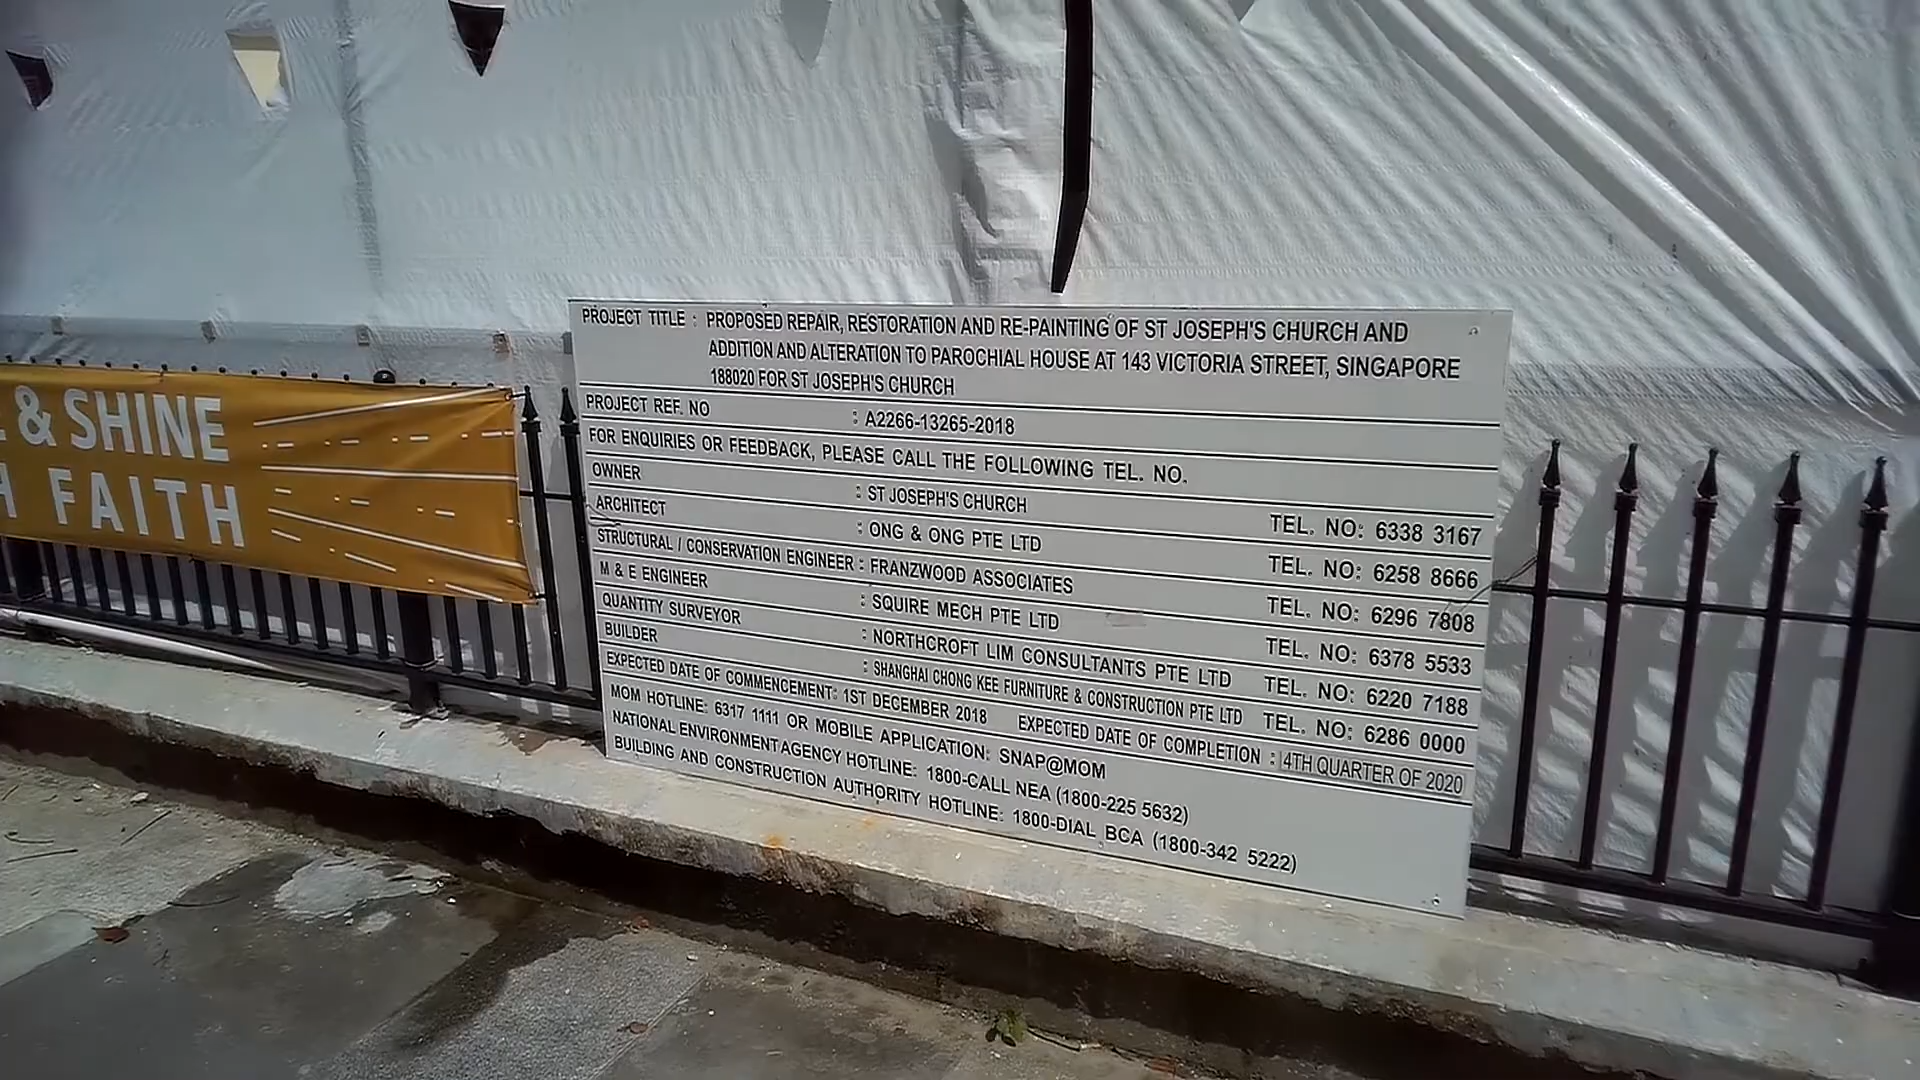 & SHINE
FAITH
PROJECT TITLE : PROPOSED REPAIR, RESTORATION AND RE-PAINTING OF ST JOSEPH'S CHURCH AND
ADDITION AND ALTERATION TO PAROCHIAL HOUSE AT 143 VICTORIA STREET, SINGAPORE
188020 FOR ST JOSEPH'S CHURCH
PROJECT REF. NO : A2266-13265-2018
FOR ENQUIRIES OR FEEDBACK, PLEASE CALL THE FOLLOWING TEL. NO.
OWNER : ST JOSEPH'S CHURCH TEL. NO: 6338 3167
ARCHITECT : ONG & ONG PTE LTD TEL. NO: 6258 8666
STRUCTURAL / CONSERVATION ENGINEER : FRANZWOOD ASSOCIATES TEL. NO: 6296 7808
M & E ENGINEER : SQUIRE MECH PTE LTD TEL. NO: 6378 5533
QUANTITY SURVEYOR : NORTHCROFT LIM CONSULTANTS PTE LTD TEL. NO: 6220 7188
BUILDER : SHANGHAI CHONG KEE FURNITURE & CONSTRUCTION PTE LTD TEL. NO: 6286 0000
EXPECTED DATE OF COMMENCEMENT: 1ST DECEMBER 2018 EXPECTED DATE OF COMPLETION : 4TH QUARTER OF 2020
MOM HOTLINE: 6317 1111 OR MOBILE APPLICATION: SNAP@MOM
NATIONAL ENVIRONMENT AGENCY HOTLINE: 1800-CALL NEA (1800-225 5632)
BUILDING AND CONSTRUCTION AUTHORITY HOTLINE: 1800-DIAL BCA (1800-342 5222)